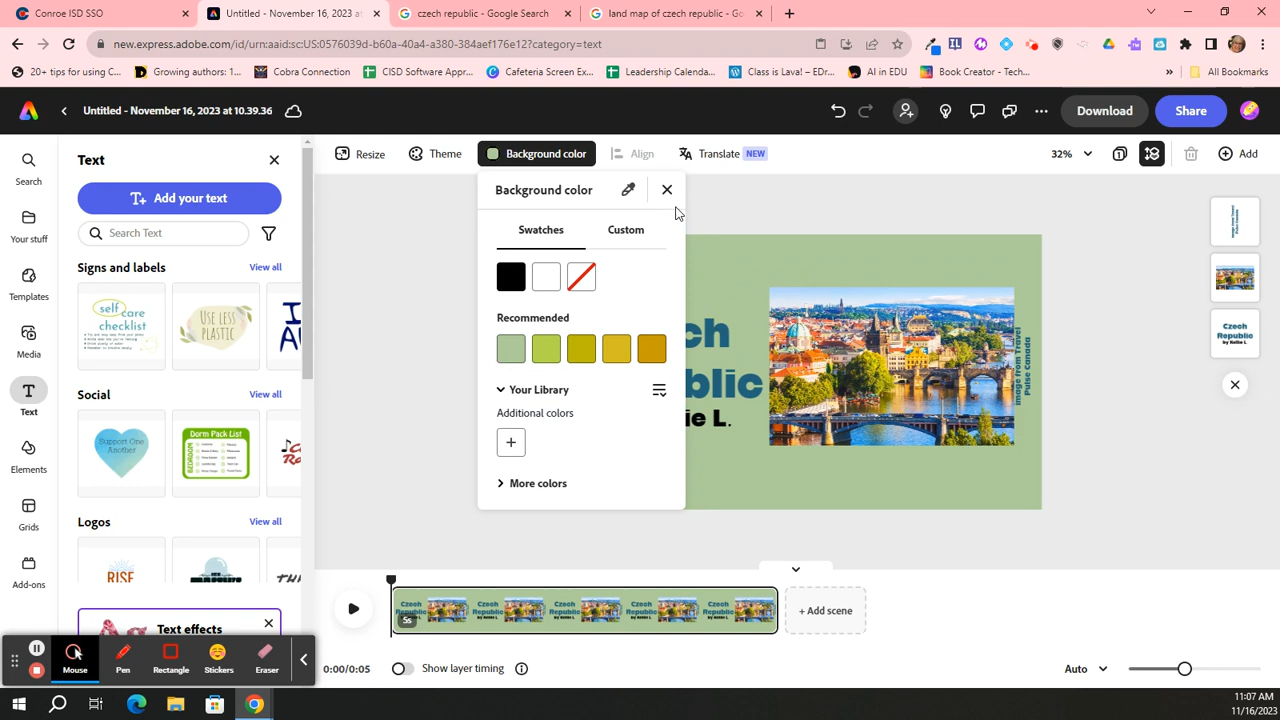 Conroe ISD SSO
Untitled - November 16, 2023 at
czech republic - Google Search
land map of czech republic - Go
new.express.adobe.com/id/urn:aaid:sc:US:0f76039d-b60a-40a4-a380-384aef176e12?category=text
20+ tips for using C...
Growing authors: 1...
Cobra Connection
CISD Software Appr...
Cafeteria Screen Ex...
Leadership Calenda...
Class is Lava! – EDr...
AI in EDU
Book Creator - Tech...
All Bookmarks
Untitled - November 16, 2023 at 10.39.36
Download
Share
Search
Your stuff
Templates
Media
Text
Elements
Grids
Add-ons
Text
Add your text
Search Text
Signs and labels
View all
self care checklist
USE LESS PLASTIC
Social
View all
Support One Another
Dorm Pack List
Logos
View all
RISE
Text effects
Resize
Theme
Background color
Align
Translate
NEW
32%
Add
Background color
Swatches
Custom
Recommended
Your Library
Additional colors
More colors
ch
blic
ie L.
image from Travel
Pulse Canada
Czech
Republic
by Kellie L.
5s
+ Add scene
0:00/0:05
Show layer timing
Auto
Mouse
Pen
Rectangle
Stickers
Eraser
11:07 AM
11/16/2023